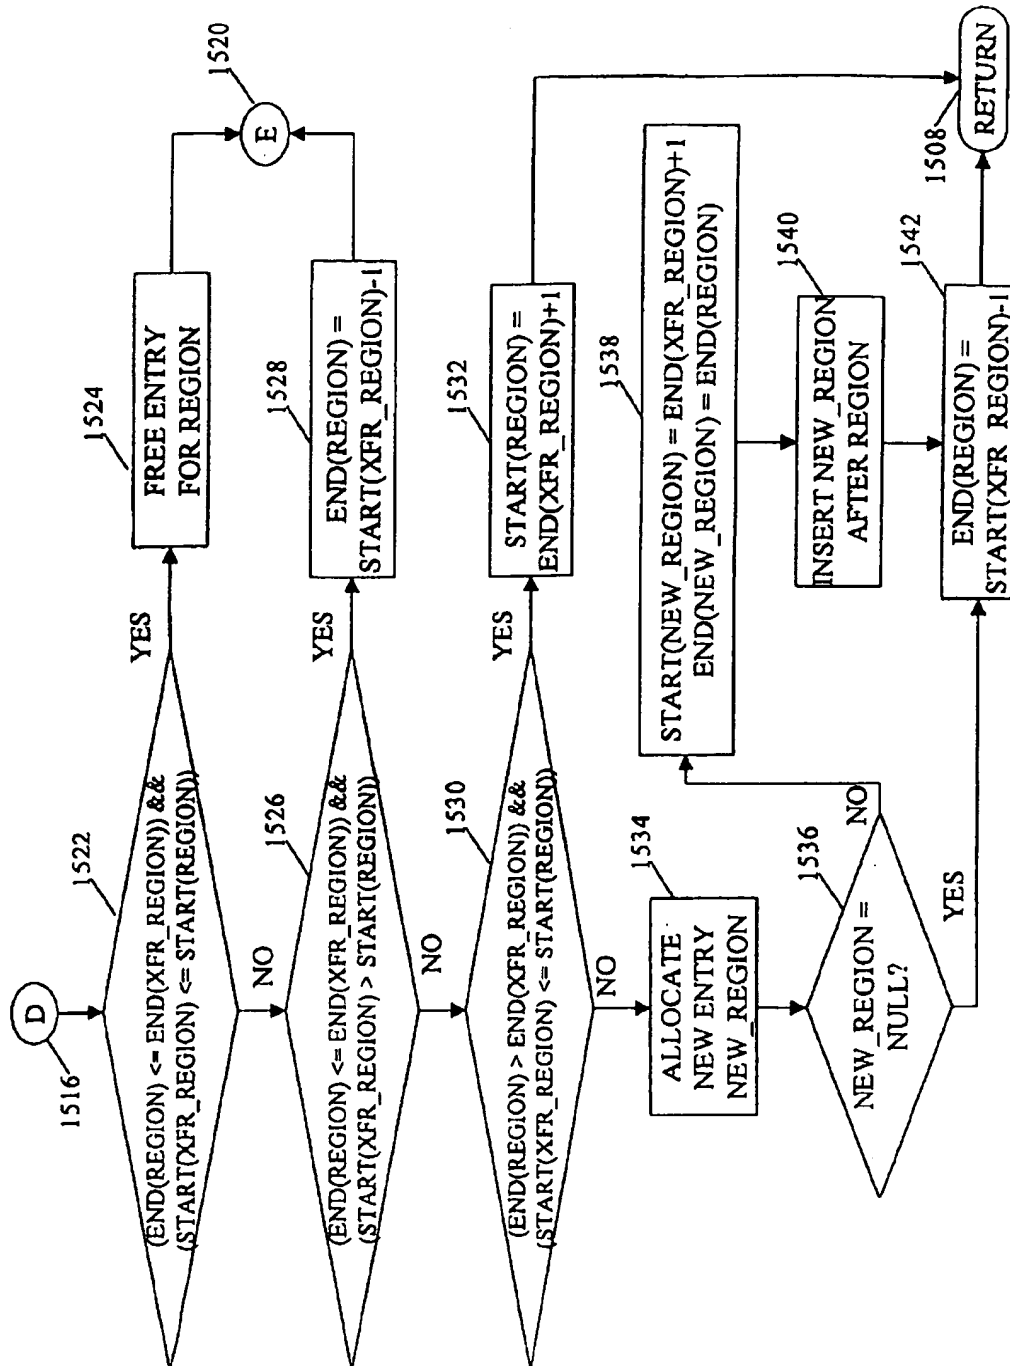 D
1516
1522
(END(REGION) <= END(XFR_REGION)) &&
(START(XFR_REGION) <= START(REGION))
YES
1524
FREE ENTRY
FOR REGION
1520
E
NO
1526
(END(REGION) <= END(XFR_REGION)) &&
(START(XFR_REGION) > START(REGION))
YES
1528
END(REGION) =
START(XFR_REGION)-1
NO
1530
(END(REGION) > END(XFR_REGION)) &&
(START(XFR_REGION) <= START(REGION))
YES
1532
START(REGION) =
END(XFR_REGION)+1
NO
1534
ALLOCATE
NEW ENTRY
NEW_REGION
1536
NEW_REGION =
NULL?
NO
1538
START(NEW_REGION) = END(XFR_REGION)+1
END(NEW_REGION) = END(REGION)
1540
INSERT NEW_REGION
AFTER REGION
YES
1542
END(REGION) =
START(XFR_REGION)-1
1508
RETURN